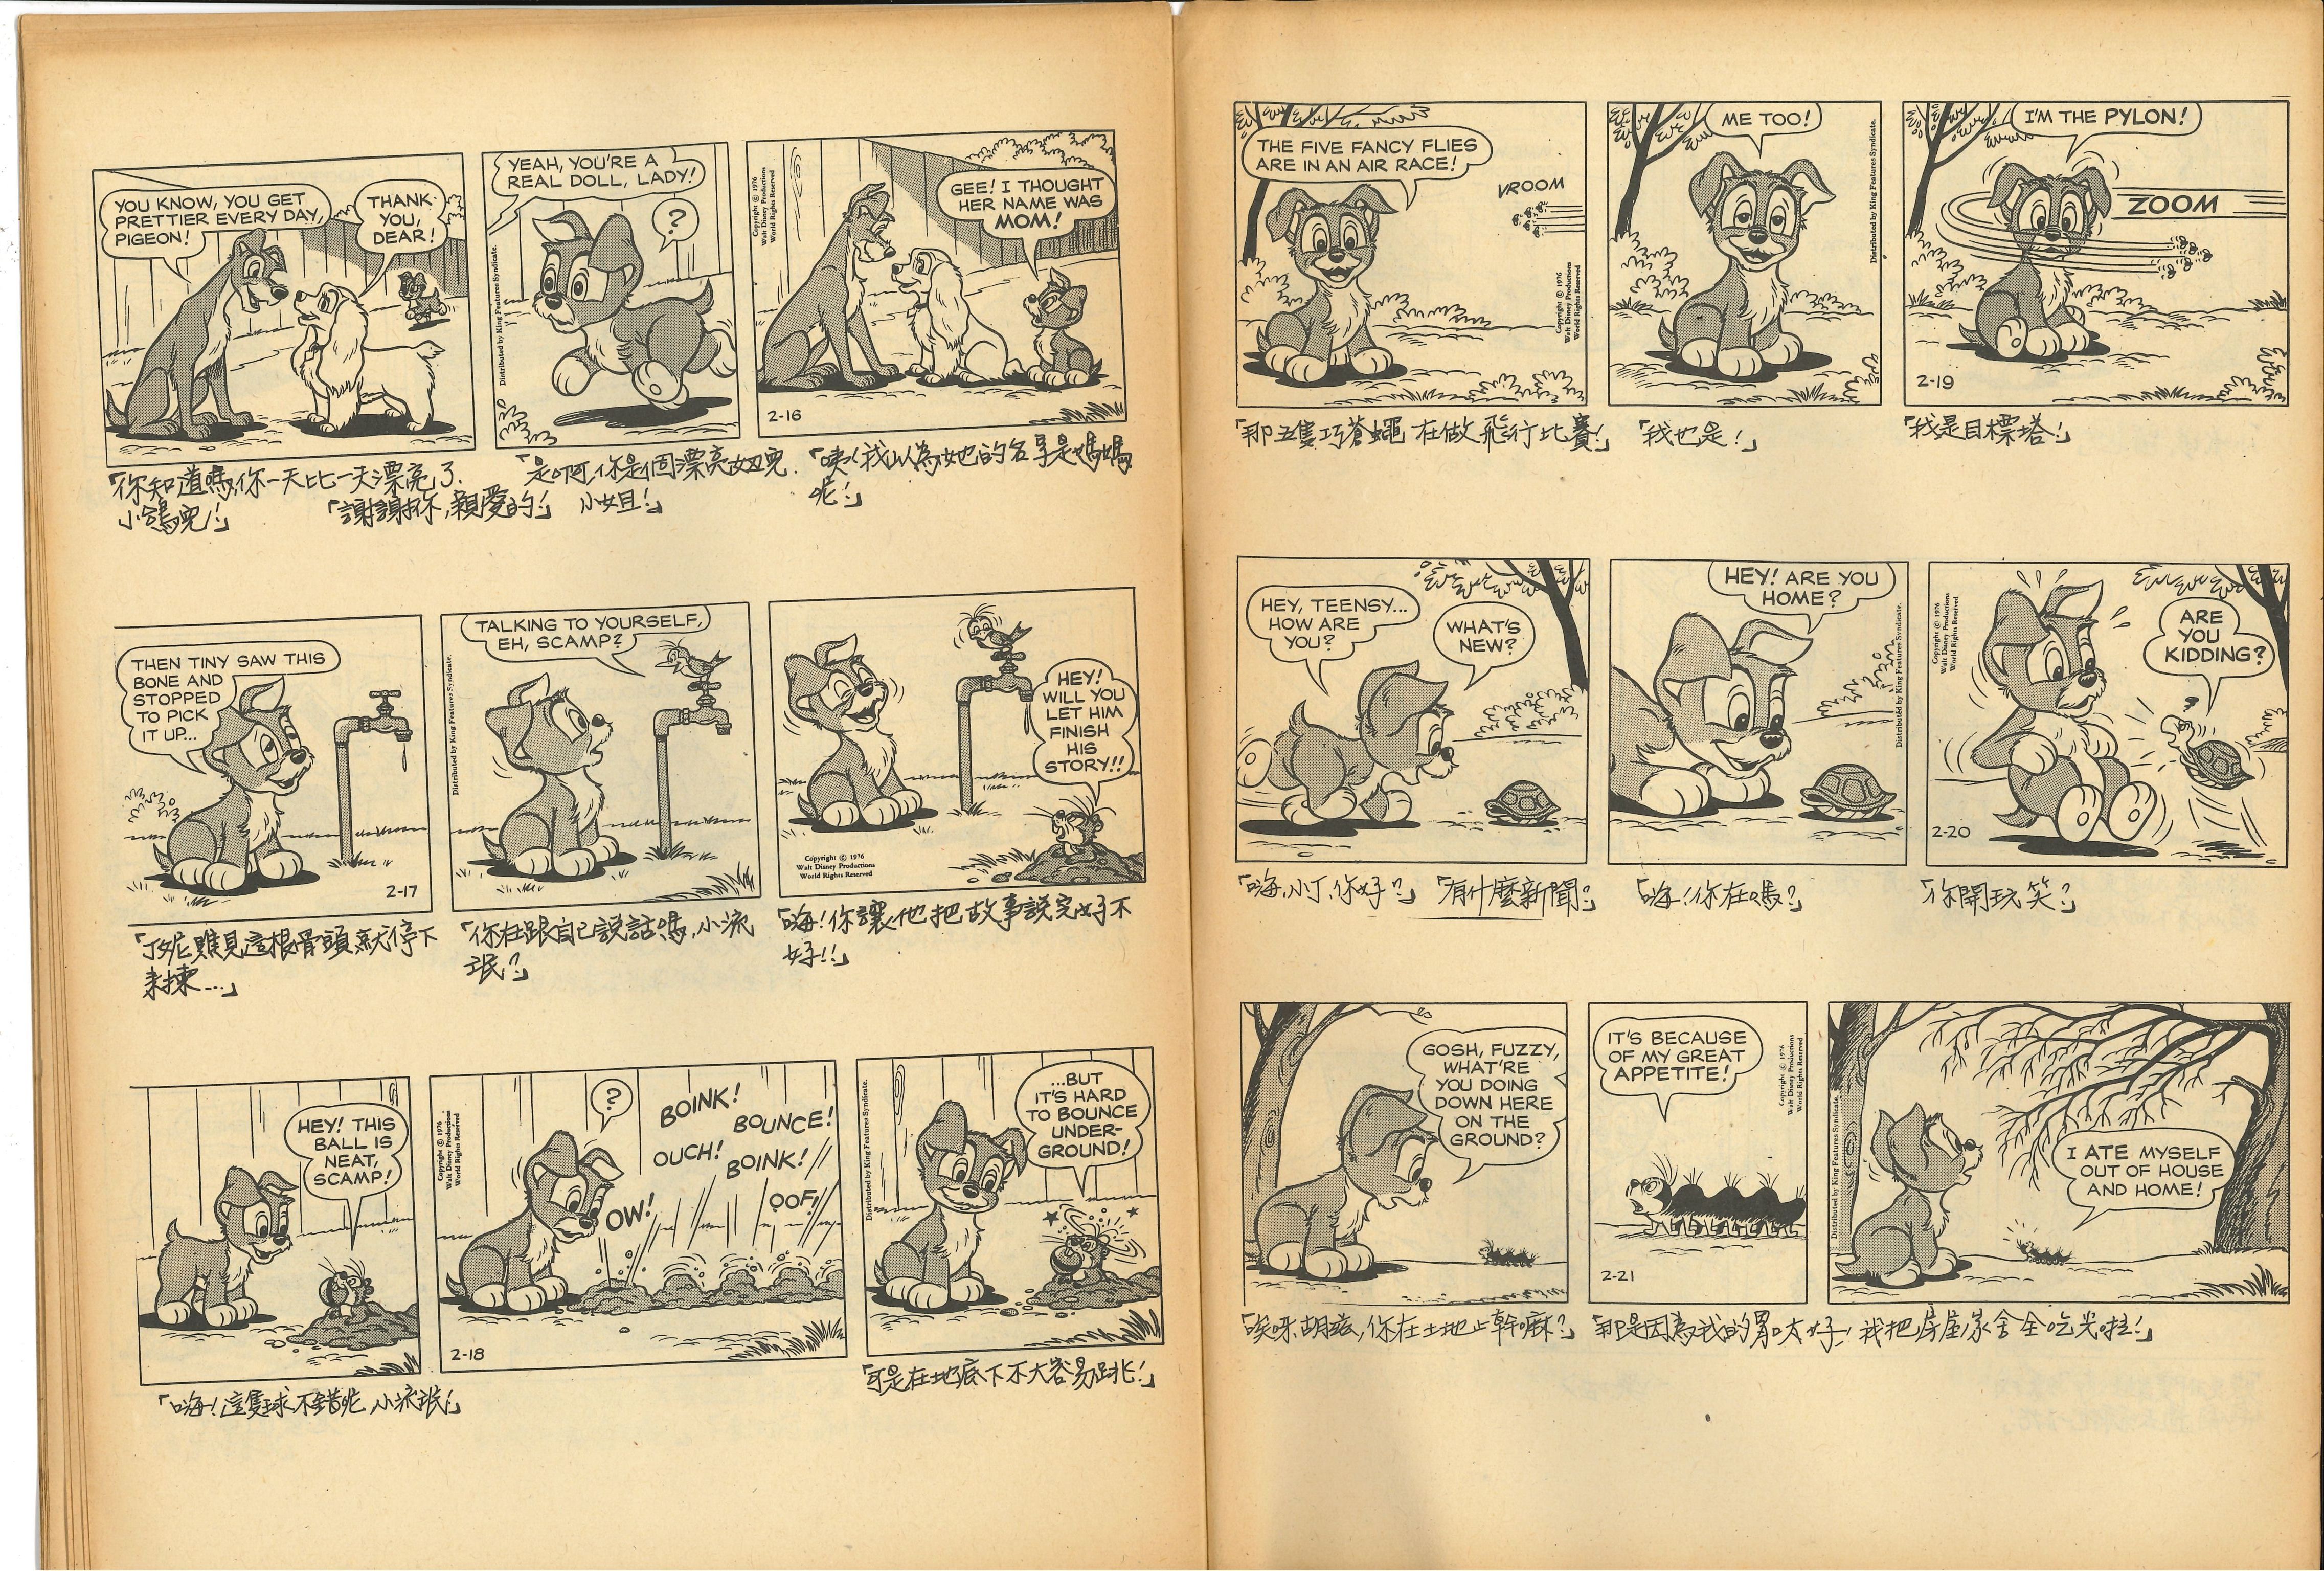 YOU KNOW, YOU GET
PRETTIER EVERY DAY,
PIGEON!
THANK
YOU,
DEAR!
「你知道嗎,你一天比一天漂亮了.
小鴿兒!」
「謝謝你,親愛的!」
YEAH, YOU'RE A
REAL DOLL, LADY!
?
Distributed by King Features Syndicate.
「是啊,你是個漂亮妞兒.
小姐!」
Copyright © 1976
Walt Disney Productions
World Rights Reserved
GEE! I THOUGHT
HER NAME WAS
MOM!
2-16
「咦!我以為她的名字是媽媽
呢!」
THEN TINY SAW THIS
BONE AND
STOPPED
TO PICK
IT UP...
2-17
見這根骨頭就停下
來揀...」
TALKING TO YOURSELF,
EH, SCAMP?
Distributed by King Features Syndicate.
「你在跟自己說話嗎,小流
氓?」
HEY!
WILL YOU
LET HIM
FINISH
HIS
STORY!!
Copyright © 1976
Walt Disney Productions
World Rights Reserved
「嗨!你讓他把故事說完好不
好!!」
HEY! THIS
BALL IS
NEAT,
SCAMP!
「嗨!這隻球不錯呢,小流氓!」
Copyright © 1976
Walt Disney Productions
World Rights Reserved
?
BOINK!
BOUNCE!
OUCH!
BOINK!
OW!
OOF!
2-18
Distributed by King Features Syndicate.
...BUT
IT'S HARD
TO BOUNCE
UNDER-
GROUND!
「可是在地底下不大容易跳!」
THE FIVE FANCY FLIES
ARE IN AN AIR RACE!
VROOM
Copyright © 1976
Walt Disney Productions
World Rights Reserved
「那五隻巧蒼蠅在做飛行比賽!」
ME TOO!
Distributed by King Features Syndicate.
「我也是!」
I'M THE PYLON!
ZOOM
2-19
「我是目標塔!」
HEY, TEENSY...
HOW ARE
YOU?
WHAT'S
NEW?
「嗨,小丁,你好?」 「有什麼新聞?」
HEY! ARE YOU
HOME?
Distributed by King Features Syndicate.
「嗨!你在嗎?」
Copyright © 1976
Walt Disney Productions
World Rights Reserved
ARE
YOU
KIDDING?
2-20
「你開玩笑?」
GOSH, FUZZY,
WHAT'RE
YOU DOING
DOWN HERE
ON THE
GROUND?
「唉呀,胡茲,你在土地上幹嘛?」
IT'S BECAUSE
OF MY GREAT
APPETITE!
Copyright © 1976
Walt Disney Productions
World Rights Reserved
2-21
「那是因為我的胃口太好!
Distributed by King Features Syndicate.
I ATE MYSELF
OUT OF HOUSE
AND HOME!
我把房屋家舍全吃光啦!」